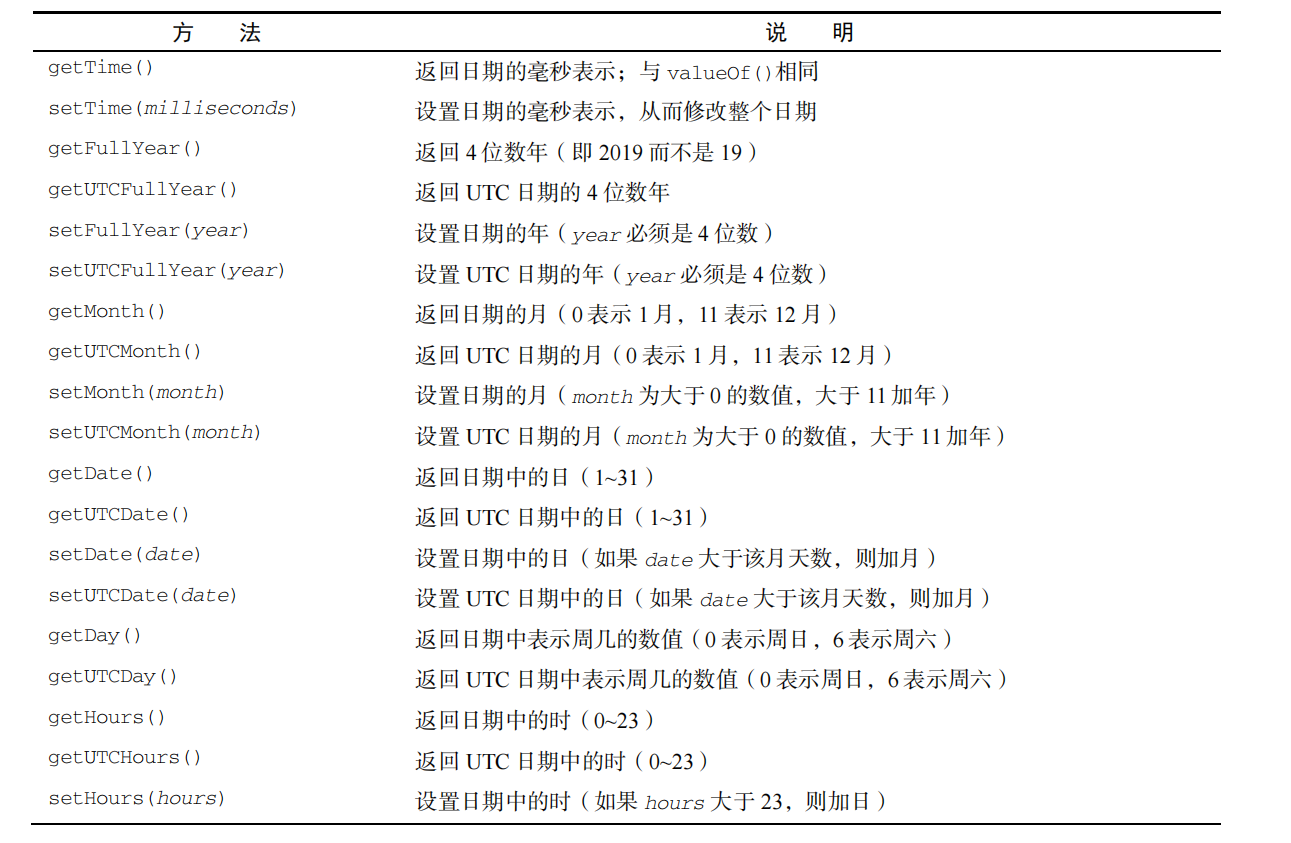 方 法 说 明
getTime() 返回日期的毫秒表示；与 valueOf()相同
setTime(milliseconds) 设置日期的毫秒表示，从而修改整个日期
getFullYear() 返回 4 位数年（即 2019 而不是 19）
getUTCFullYear() 返回 UTC 日期的 4 位数年
setFullYear(year) 设置日期的年（year 必须是 4 位数）
setUTCFullYear(year) 设置 UTC 日期的年（year 必须是 4 位数）
getMonth() 返回日期的月（0 表示 1 月，11 表示 12 月）
getUTCMonth() 返回 UTC 日期的月（0 表示 1 月，11 表示 12 月）
setMonth(month) 设置日期的月（month 为大于 0 的数值，大于 11 加年）
setUTCMonth(month) 设置 UTC 日期的月（month 为大于 0 的数值，大于 11 加年）
getDate() 返回日期中的日（1~31）
getUTCDate() 返回 UTC 日期中的日（1~31）
setDate(date) 设置日期中的日（如果 date 大于该月天数，则加月）
setUTCDate(date) 设置 UTC 日期中的日（如果 date 大于该月天数，则加月）
getDay() 返回日期中表示周几的数值（0 表示周日，6 表示周六）
getUTCDay() 返回 UTC 日期中表示周几的数值（0 表示周日，6 表示周六）
getHours() 返回日期中的时（0~23）
getUTCHours() 返回 UTC 日期中的时（0~23）
setHours(hours) 设置日期中的时（如果 hours 大于 23，则加日）